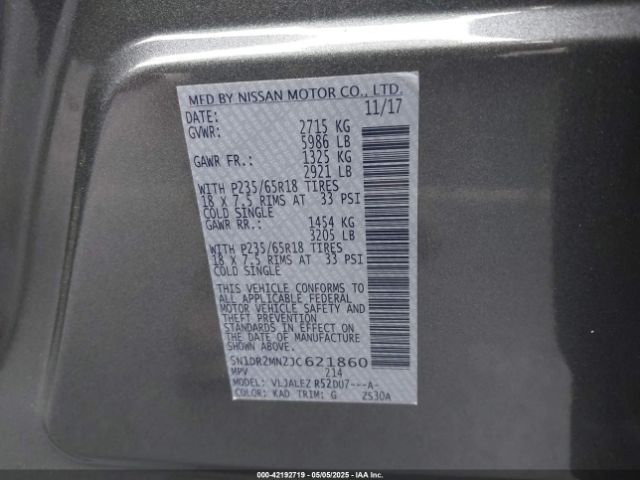 MFD BY NISSAN MOTOR CO., LTD.
DATE: 11/17
GVWR: 2715 KG
5986 LB
GAWR FR.: 1325 KG
2921 LB
WITH P235/65R18 TIRES
18 X 7.5 RIMS AT 33 PSI
COLD SINGLE
GAWR RR.: 1454 KG
3205 LB
WITH P235/65R18 TIRES
18 X 7.5 RIMS AT 33 PSI
COLD SINGLE
THIS VEHICLE CONFORMS TO
ALL APPLICABLE FEDERAL
MOTOR VEHICLE SAFETY AND
THEFT PREVENTION
STANDARDS IN EFFECT ON THE
DATE OF MANUFACTURE
SHOWN ABOVE.
5N1DR2MN2JC621860
MPV 214
MODEL: VLJALEZ R52DU7---A-
COLOR: KAD TRIM: G ZS30A
000-42192719 - 05/05/2025 - IAA, Inc.